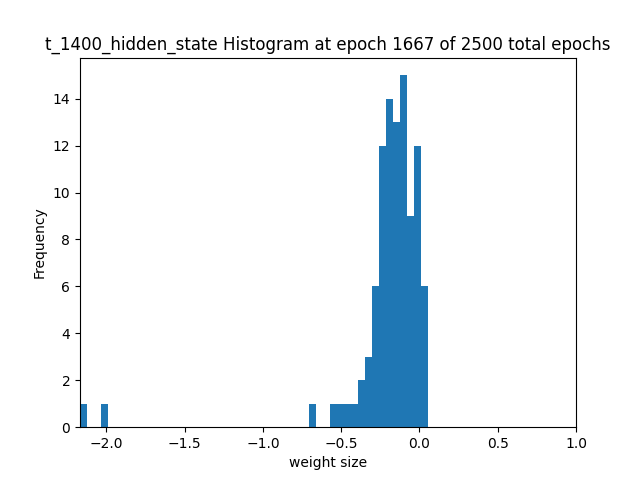 t_1400_hidden_state Histogram at epoch 1667 of 2500 total epochs
Frequency
14
12
10
8
6
4
2
0
−2.0 −1.5 −1.0 −0.5 0.0 0.5 1.0
weight size